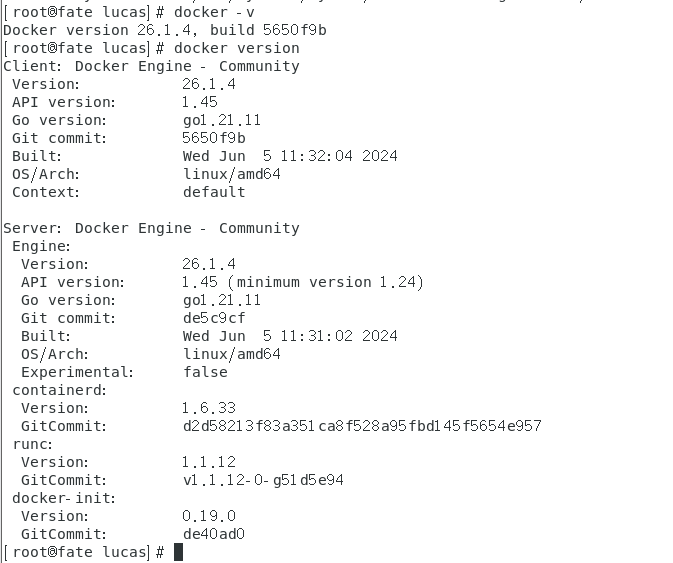 [root@fate lucas]# docker -v
Docker version 26.1.4, build 5650f9b
[root@fate lucas]# docker version
Client: Docker Engine - Community
 Version:           26.1.4
 API version:       1.45
 Go version:        go1.21.11
 Git commit:        5650f9b
 Built:             Wed Jun  5 11:32:04 2024
 OS/Arch:           linux/amd64
 Context:           default

Server: Docker Engine - Community
 Engine:
  Version:          26.1.4
  API version:      1.45 (minimum version 1.24)
  Go version:       go1.21.11
  Git commit:       de5c9cf
  Built:            Wed Jun  5 11:31:02 2024
  OS/Arch:          linux/amd64
  Experimental:     false
 containerd:
  Version:          1.6.33
  GitCommit:        d2d58213f83a351ca8f528a95fbd145f5654e957
 runc:
  Version:          1.1.12
  GitCommit:        v1.1.12-0-g51d5e94
 docker-init:
  Version:          0.19.0
  GitCommit:        de40ad0
[root@fate lucas]#